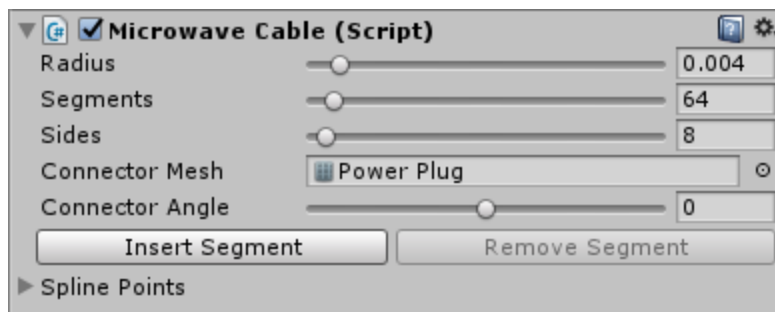 Microwave Cable (Script)
Radius 0.004
Segments 64
Sides 8
Connector Mesh Power Plug
Connector Angle 0
Insert Segment Remove Segment
Spline Points